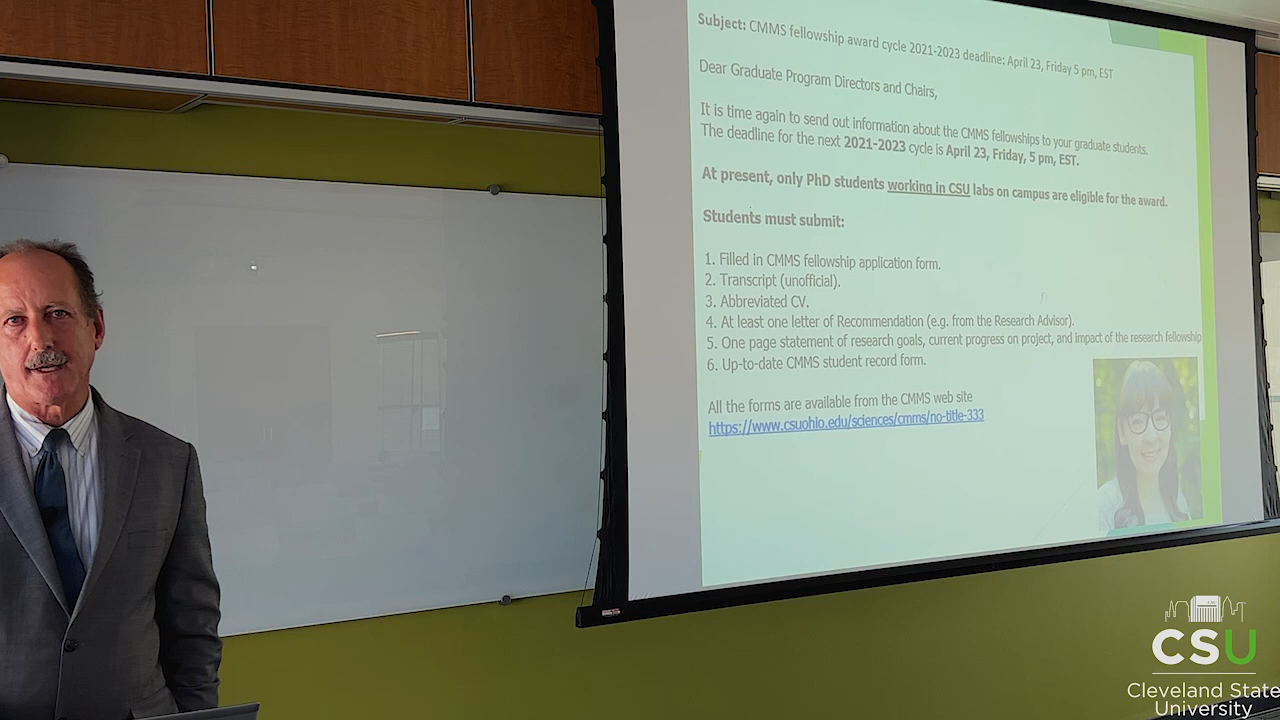 Subject: CMMS fellowship award cycle 2021-2023 deadline: April 23, Friday 5 pm, EST
Dear Graduate Program Directors and Chairs,
It is time again to send out information about the CMMS fellowships to your graduate students.
The deadline for the next 2021-2023 cycle is April 23, Friday, 5 pm, EST.
At present, only PhD students working in CSU labs on campus are eligible for the award.
Students must submit:
1. Filled in CMMS fellowship application form.
2. Transcript (unofficial).
3. Abbreviated CV.
4. At least one letter of Recommendation (e.g. from the Research Advisor).
5. One page statement of research goals, current progress on project, and impact of the research fellowship
6. Up-to-date CMMS student record form.
All the forms are available from the CMMS web site
https://www.csuohio.edu/sciences/cmms/no-title-333
CSU
Cleveland State
University